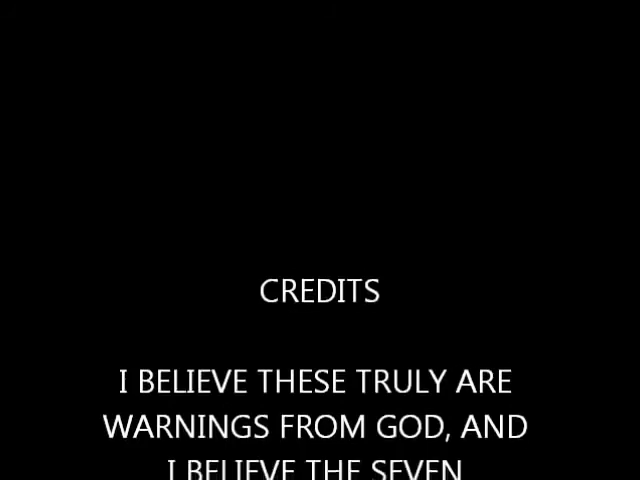 CREDITS
I BELIEVE THESE TRULY ARE
WARNINGS FROM GOD, AND
I BELIEVE THE SEVEN